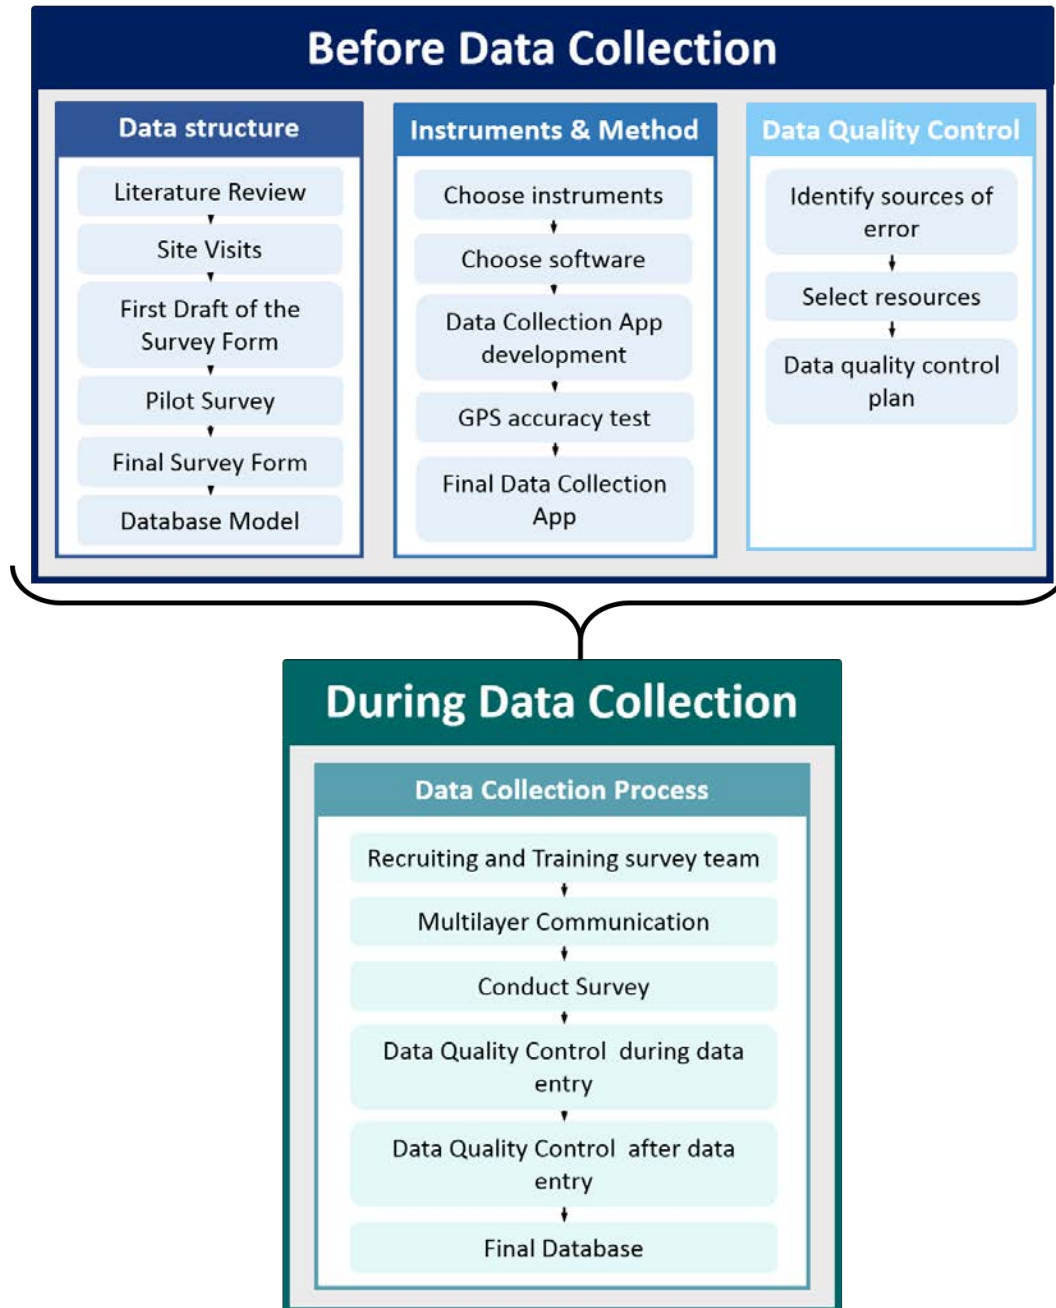 Before Data Collection
Data structure
Literature Review
Site Visits
First Draft of the
Survey Form
Pilot Survey
Final Survey Form
Database Model
Instruments & Method
Choose instruments
Choose software
Data Collection App
development
GPS accuracy test
Final Data Collection
App
Data Quality Control
Identify sources of
error
Select resources
Data quality control
plan
During Data Collection
Data Collection Process
Recruiting and Training survey team
Multilayer Communication
Conduct Survey
Data Quality Control during data
entry
Data Quality Control after data
entry
Final Database